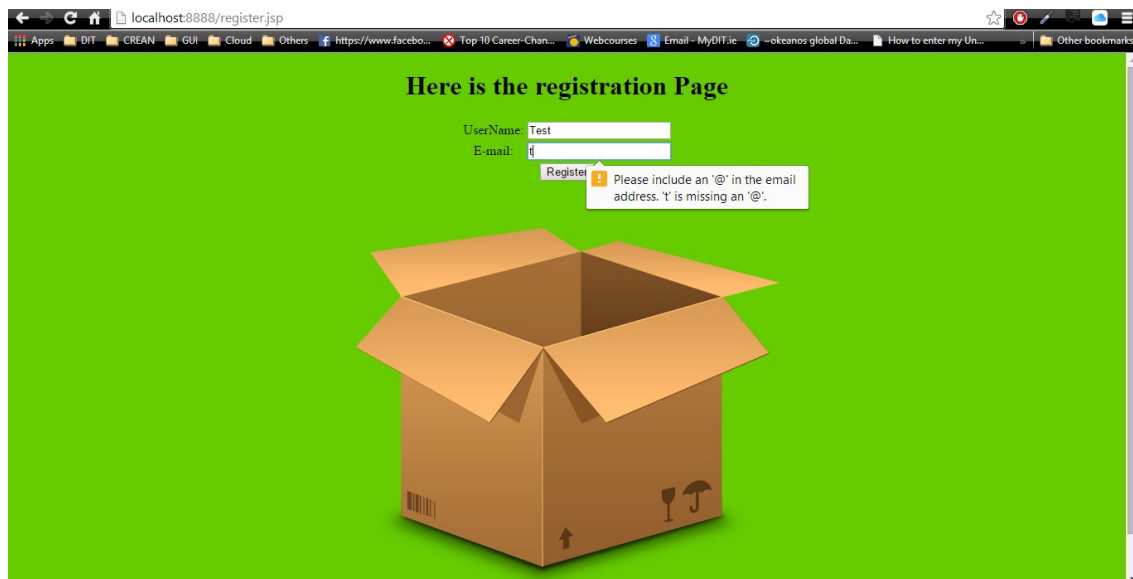 localhost:8888/register.jsp
Apps DIT CREAN GUI Cloud Others https://www.facebo... Top 10 Career-Chan... Webcourses Email - MyDIT.ie ~okeanos global Da... How to enter my Un... » Other bookmarks
Here is the registration Page
UserName: Test
E-mail: t
Register
Please include an '@' in the email
address. 't' is missing an '@'.